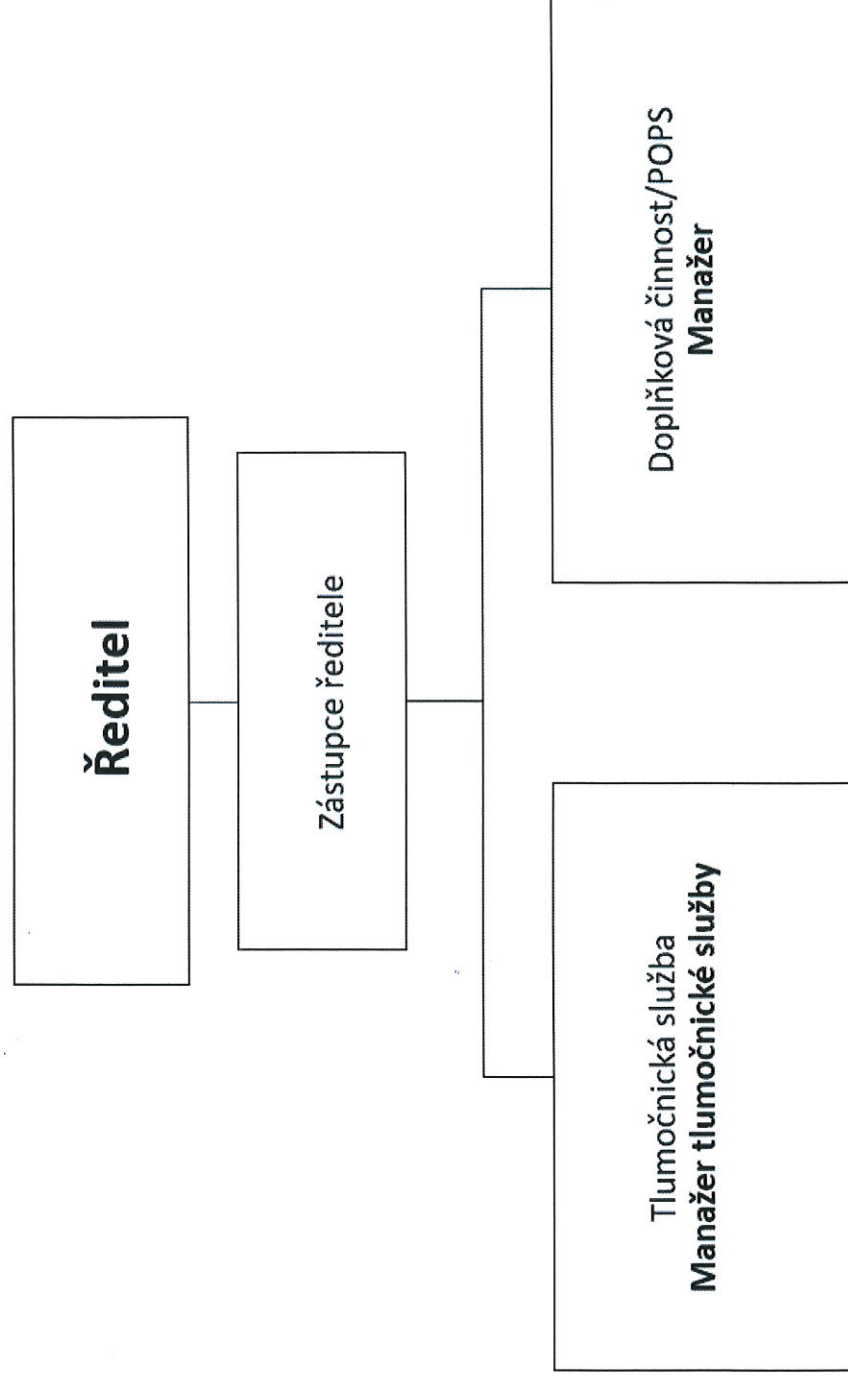 Ředitel
Zástupce ředitele
Tlumočnická služba
Manažer tlumočnické služby
Doplňková činnost/POPS
Manažer